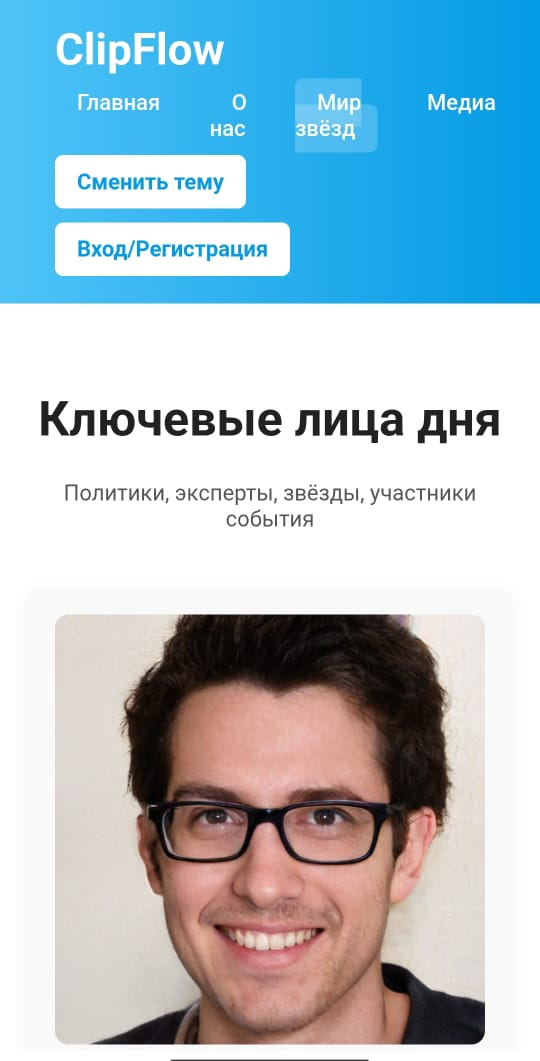 ClipFlow
Главная О Мир Медиа
нас звёзд
Сменить тему
Вход/Регистрация
Ключевые лица дня
Политики, эксперты, звёзды, участники
события